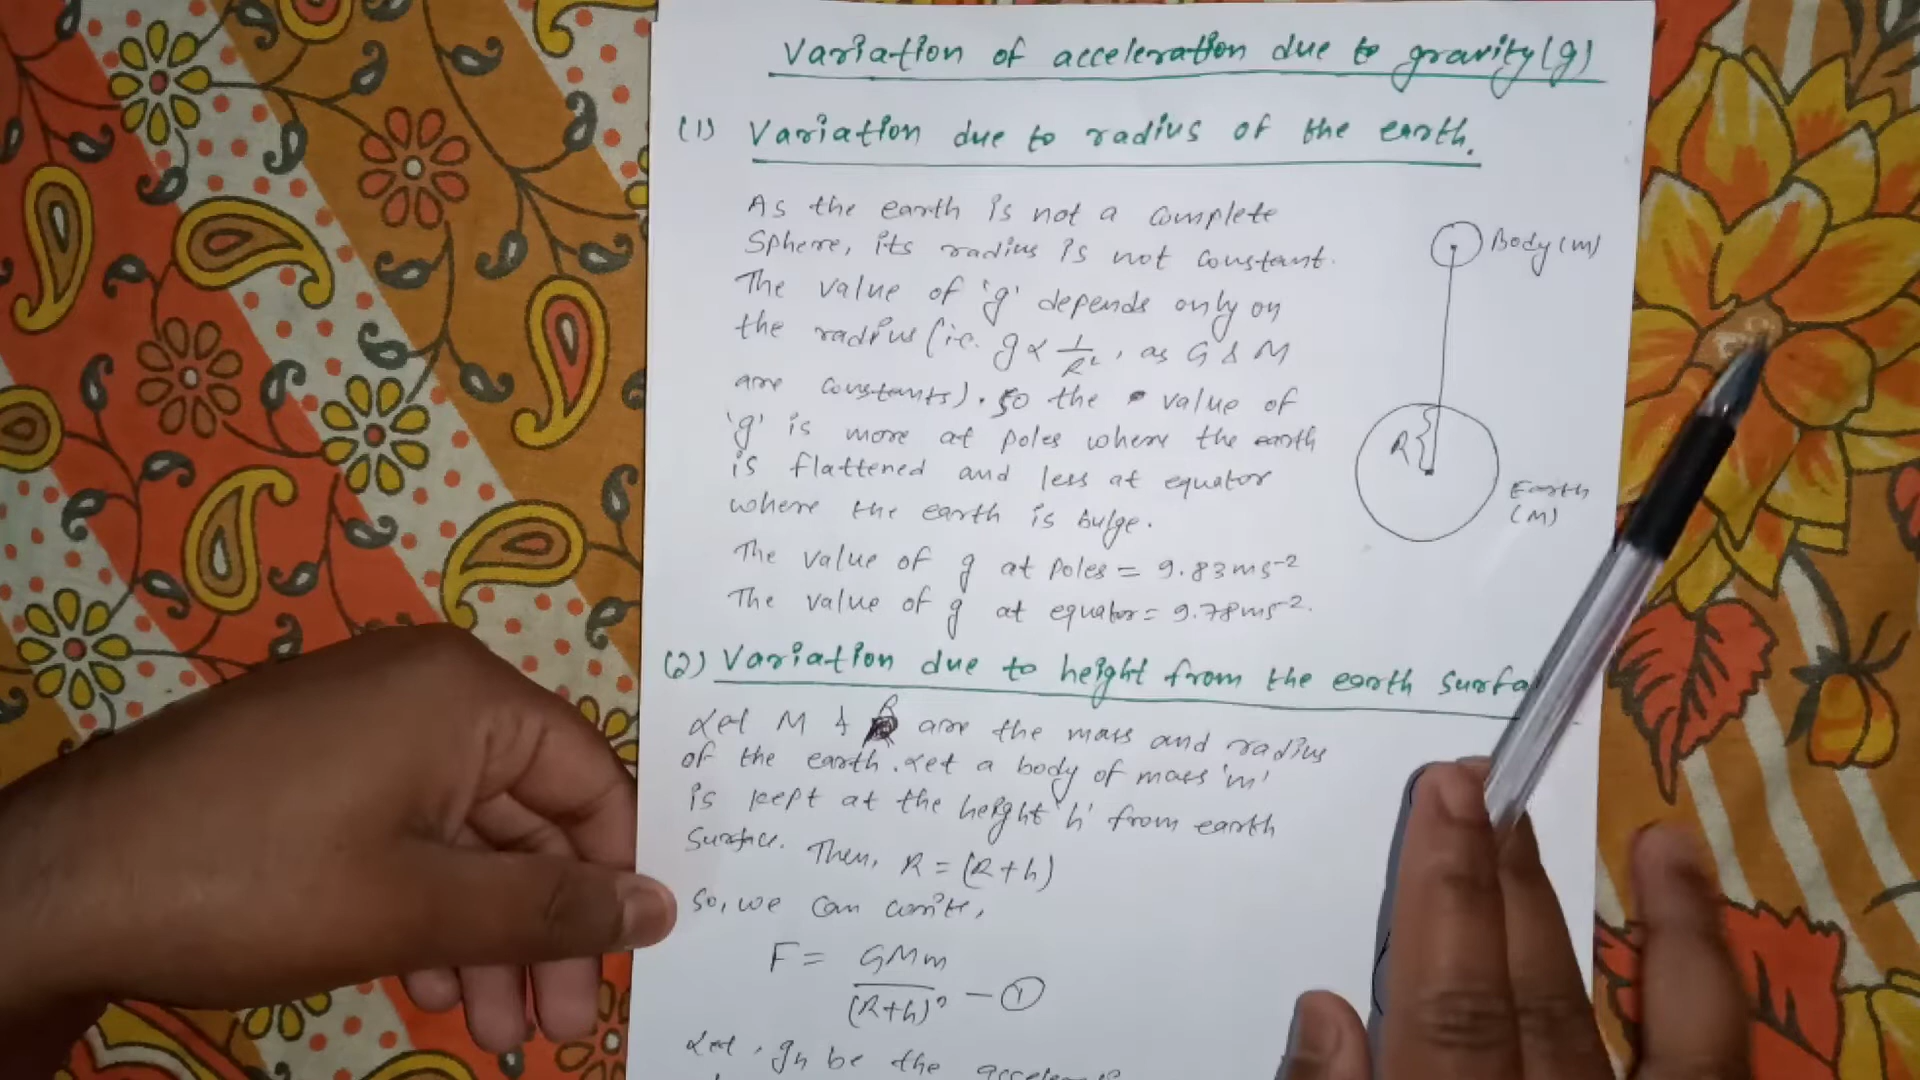 Variation of acceleration due to gravity (g)
(1) Variation due to radius of the earth.
As the earth is not a complete
sphere, its radius is not constant.
The value of 'g' depends only on
the radius (i.e. g ∝ 1/R², as G & M
are constants). so the value of
'g' is more at poles where the earth
is flattened and less at equator
where the earth is bulge.
The value of g at poles = 9.83ms-2
The value of g at equator = 9.78ms-2.
Body (m)
R
Earth
(M)
(2) Variation due to height from the earth surfa
Let M & R are the mass and radius
of the earth. Let a body of mass 'm'
is kept at the height 'h' from earth
surface. Then, R = (R+h)
So, we can write,
F = GMm/(R+h)² - ①
Let, gh be the